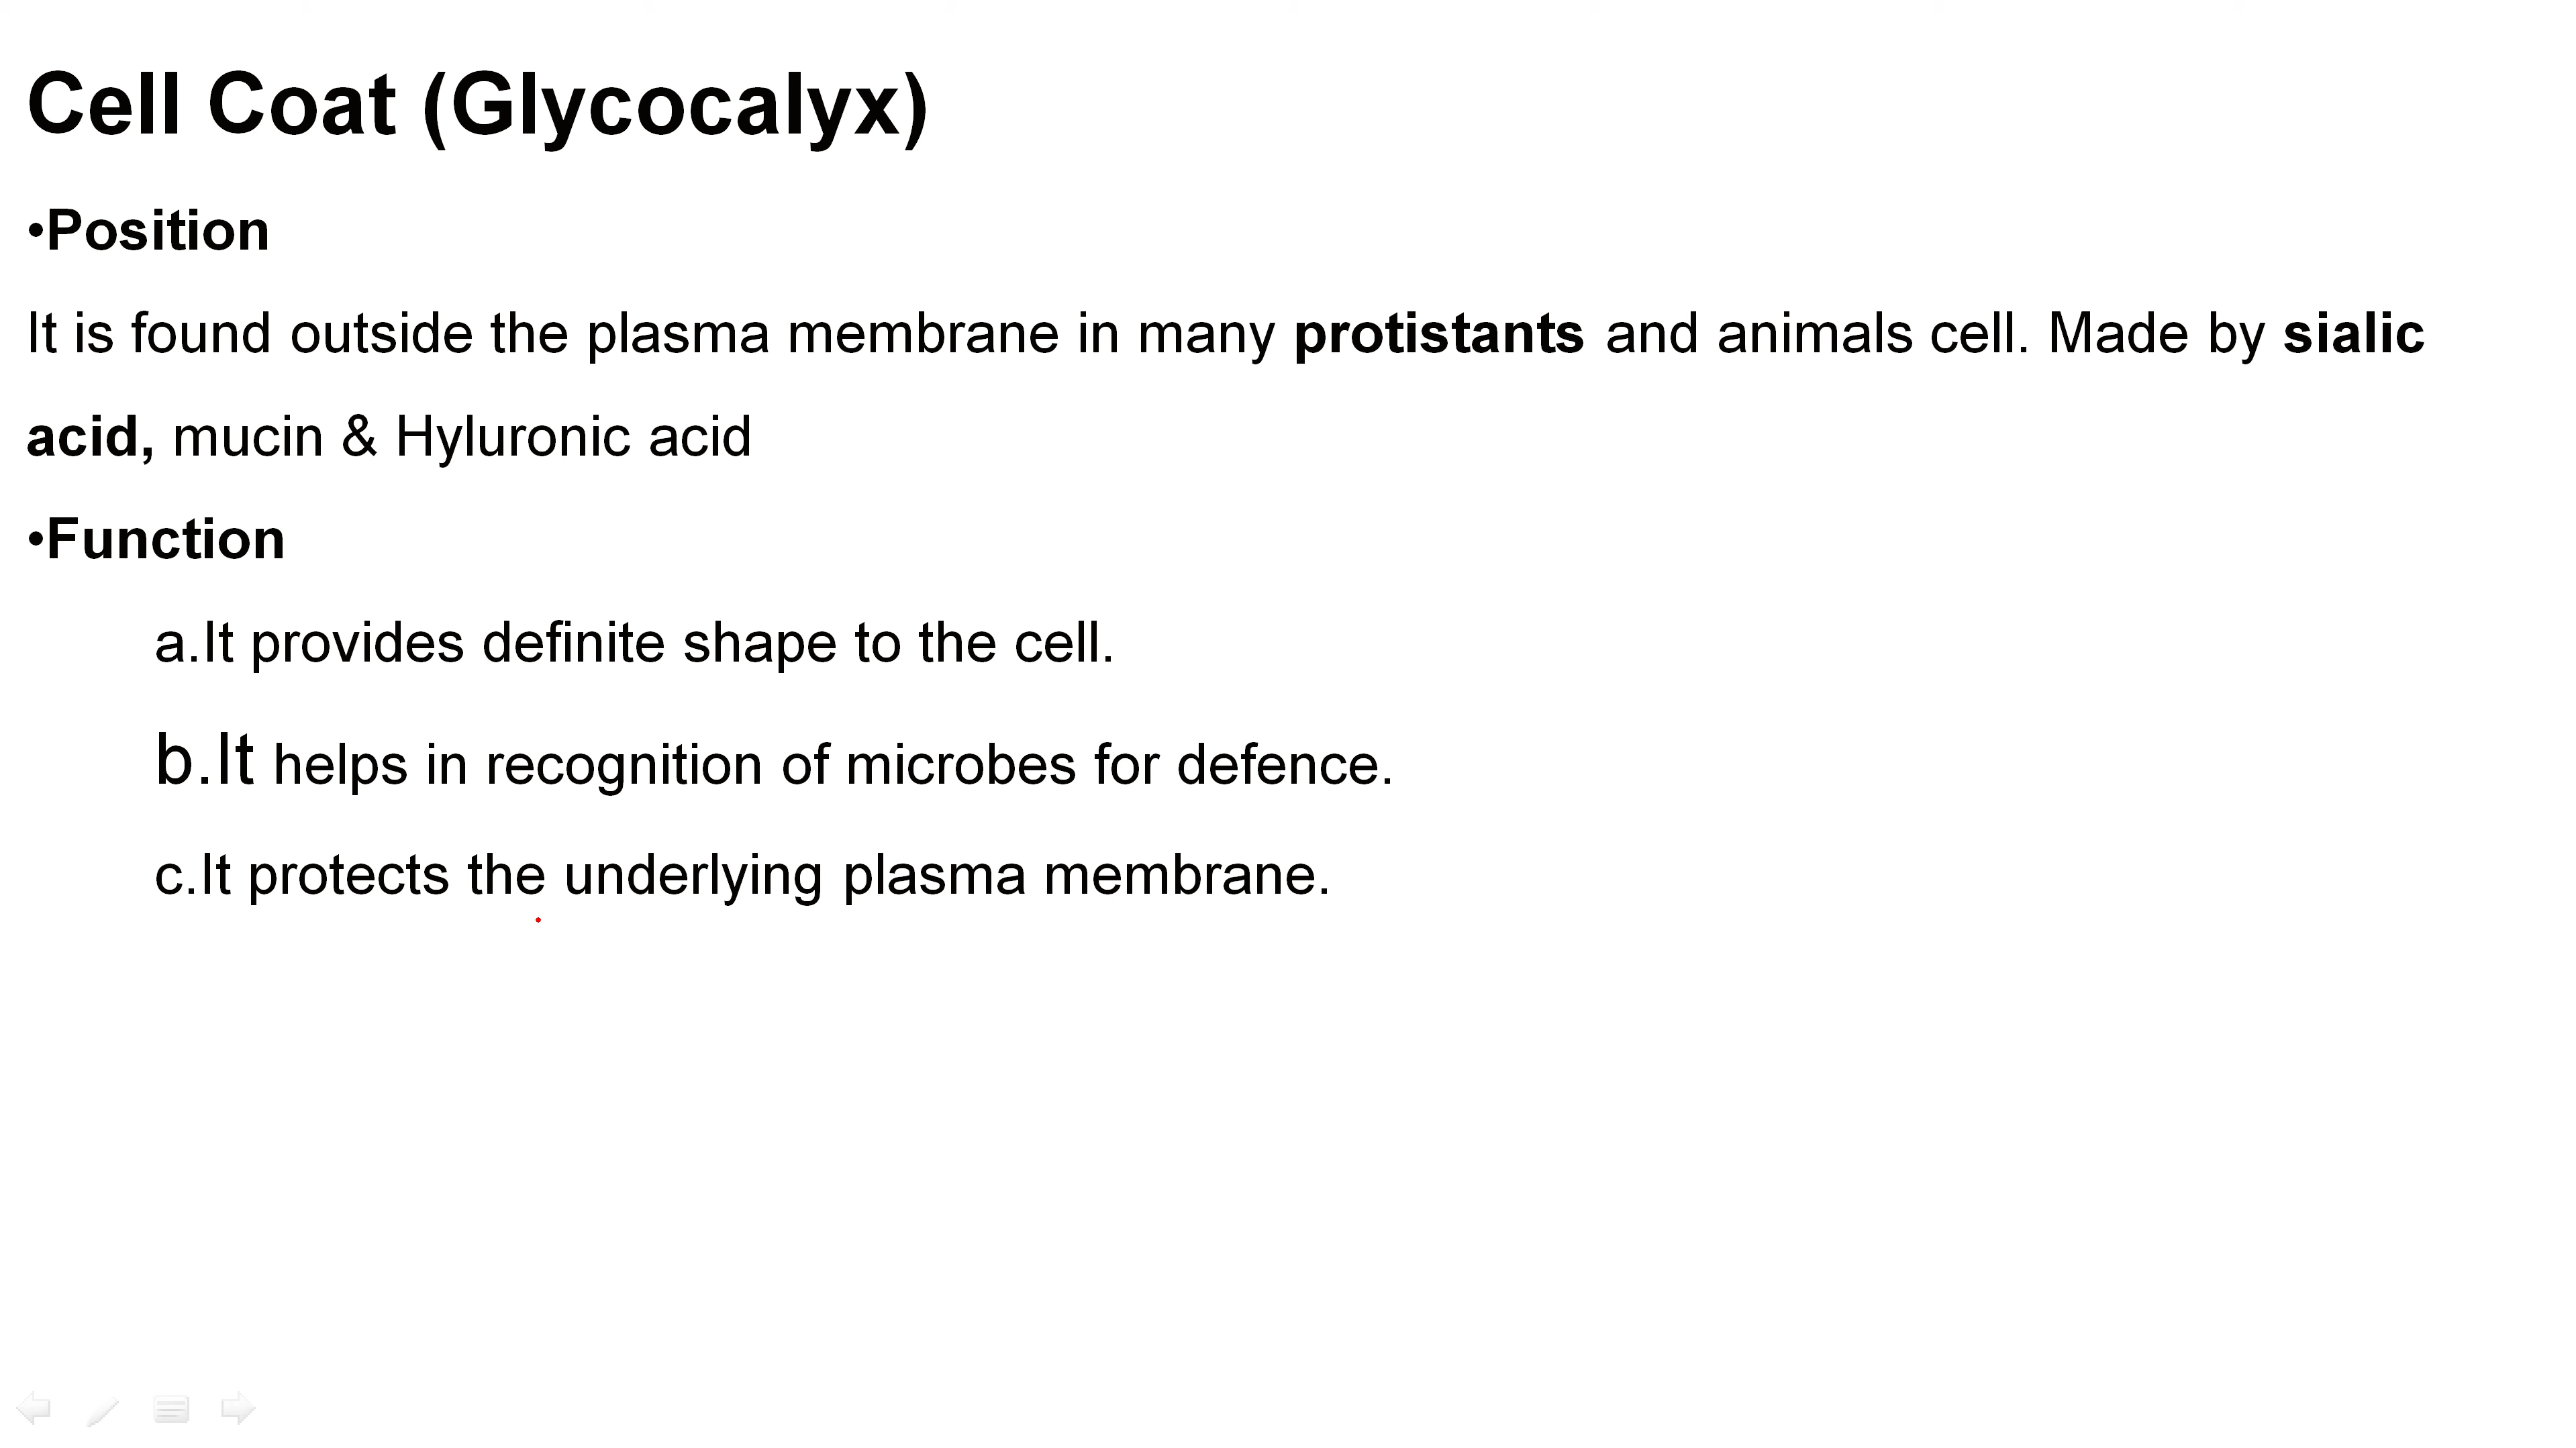 Cell Coat (Glycocalyx)
•Position
It is found outside the plasma membrane in many protistants and animals cell. Made by sialic
acid, mucin & Hyluronic acid
•Function
a.It provides definite shape to the cell.
b.It helps in recognition of microbes for defence.
c.It protects the underlying plasma membrane.